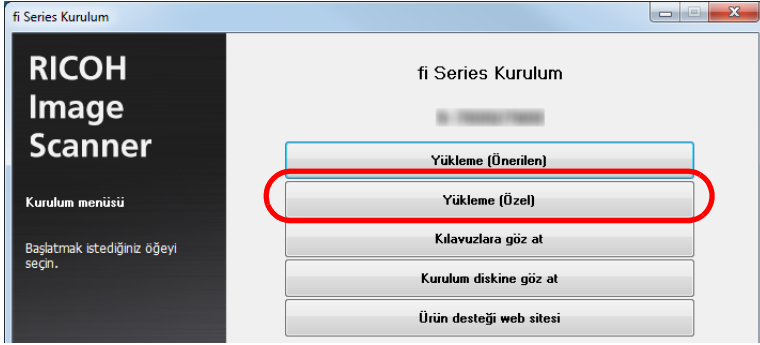 fi Series Kurulum
RICOH
Image
Scanner
Kurulum menüsü
Başlatmak istediğiniz öğeyi
seçin.
fi Series Kurulum
Yükleme (Önerilen)
Yükleme (Özel)
Kılavuzlara göz at
Kurulum diskine göz at
Ürün desteği web sitesi